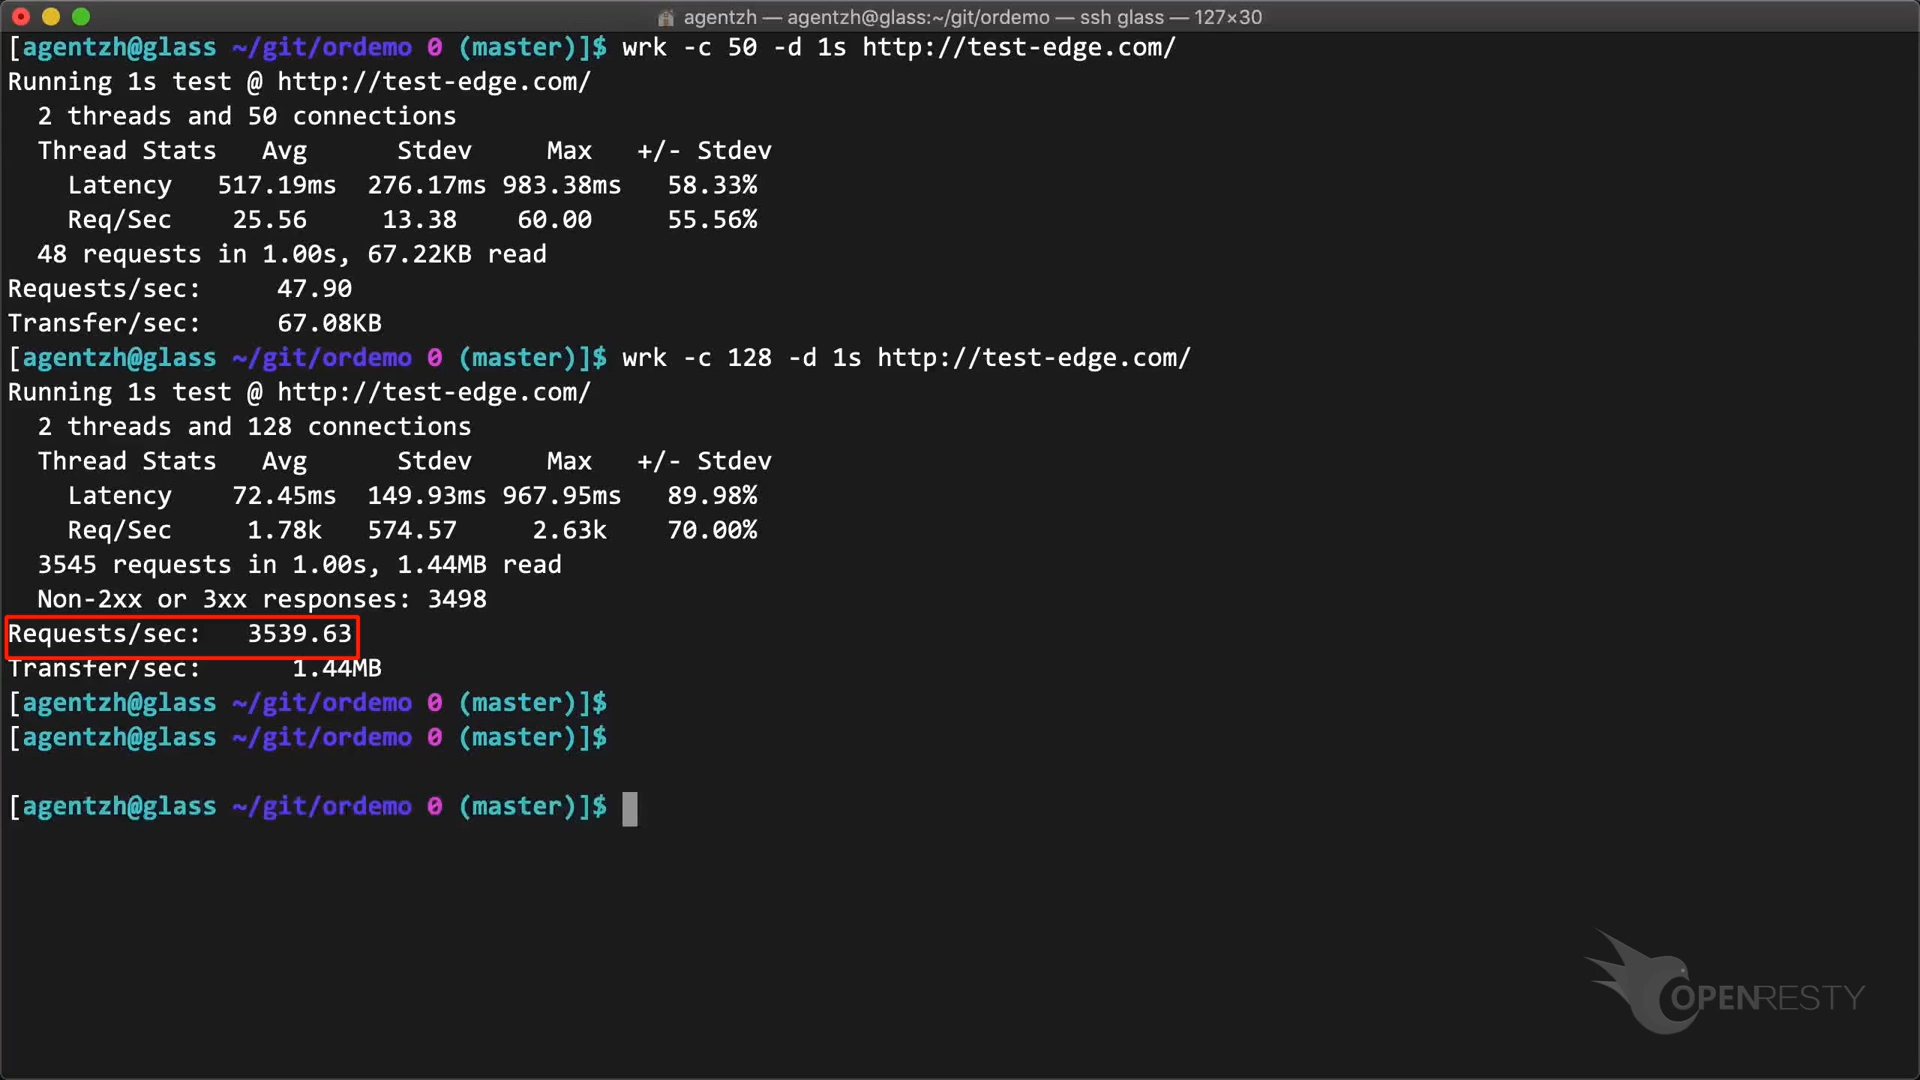 agentzh — agentzh@glass:~/git/ordemo — ssh glass — 127×30
[agentzh@glass ~/git/ordemo 0 (master)]$ wrk -c 50 -d 1s http://test-edge.com/
Running 1s test @ http://test-edge.com/
  2 threads and 50 connections
  Thread Stats   Avg      Stdev     Max   +/- Stdev
    Latency   517.19ms  276.17ms 983.38ms   58.33%
    Req/Sec    25.56     13.38    60.00     55.56%
  48 requests in 1.00s, 67.22KB read
Requests/sec:     47.90
Transfer/sec:     67.08KB
[agentzh@glass ~/git/ordemo 0 (master)]$ wrk -c 128 -d 1s http://test-edge.com/
Running 1s test @ http://test-edge.com/
  2 threads and 128 connections
  Thread Stats   Avg      Stdev     Max   +/- Stdev
    Latency    72.45ms  149.93ms 967.95ms   89.98%
    Req/Sec     1.78k   574.57     2.63k    70.00%
  3545 requests in 1.00s, 1.44MB read
  Non-2xx or 3xx responses: 3498
Requests/sec:   3539.63
Transfer/sec:      1.44MB
[agentzh@glass ~/git/ordemo 0 (master)]$
[agentzh@glass ~/git/ordemo 0 (master)]$
[agentzh@glass ~/git/ordemo 0 (master)]$
OPENRESTY